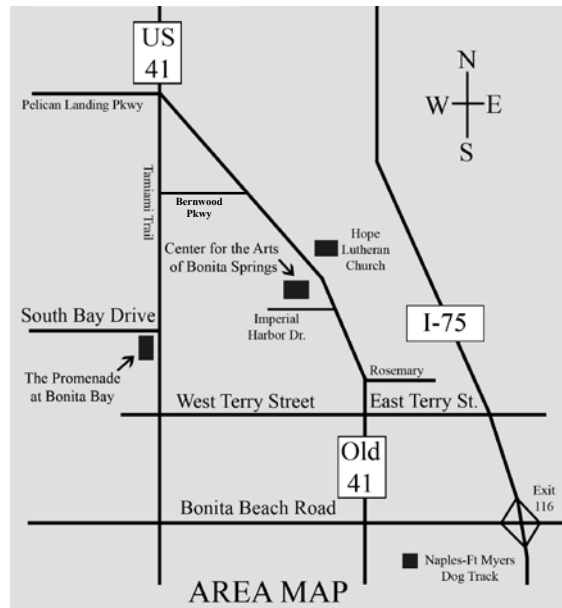 US
41
N
W E
S
Pelican Landing Pkwy
Tamiami Trail
Bernwood
Pkwy
Hope
Lutheran
Church
Center for the Arts
of Bonita Springs
South Bay Drive
Imperial
Harbor Dr.
I-75
The Promenade
at Bonita Bay
Rosemary
West Terry Street
East Terry St.
Old
41
Exit
116
Bonita Beach Road
Naples-Ft Myers
Dog Track
AREA MAP